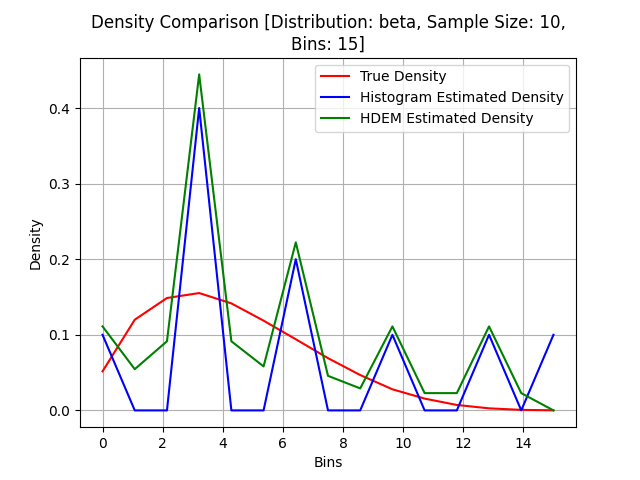 Density Comparison [Distribution: beta, Sample Size: 10,
Bins: 15]
True Density
Histogram Estimated Density
HDEM Estimated Density
Density
0.4
0.3
0.2
0.1
0.0
0 2 4 6 8 10 12 14
Bins